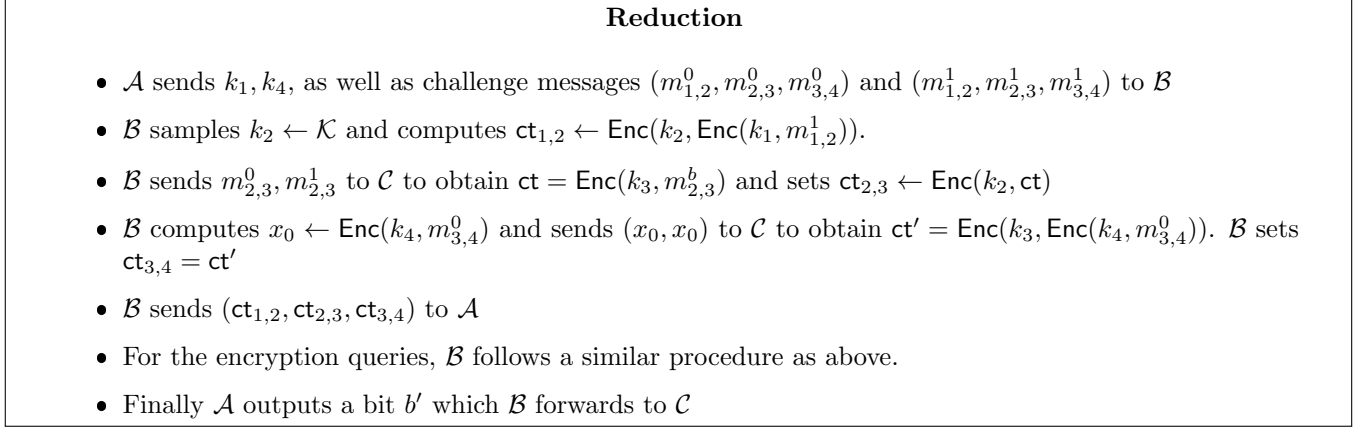 Reduction
• 𝒜 sends k₁, k₄, as well as challenge messages (m⁰₁,₂, m⁰₂,₃, m⁰₃,₄) and (m¹₁,₂, m¹₂,₃, m¹₃,₄) to ℬ
• ℬ samples k₂ ← 𝒦 and computes ct₁,₂ ← Enc(k₂, Enc(k₁, m¹₁,₂)).
• ℬ sends m⁰₂,₃, m¹₂,₃ to 𝒞 to obtain ct = Enc(k₃, mᵇ₂,₃) and sets ct₂,₃ ← Enc(k₂, ct)
• ℬ computes x₀ ← Enc(k₄, m⁰₃,₄) and sends (x₀, x₀) to 𝒞 to obtain ct′ = Enc(k₃, Enc(k₄, m⁰₃,₄)). ℬ sets
ct₃,₄ = ct′
• ℬ sends (ct₁,₂, ct₂,₃, ct₃,₄) to 𝒜
• For the encryption queries, ℬ follows a similar procedure as above.
• Finally 𝒜 outputs a bit b′ which ℬ forwards to 𝒞